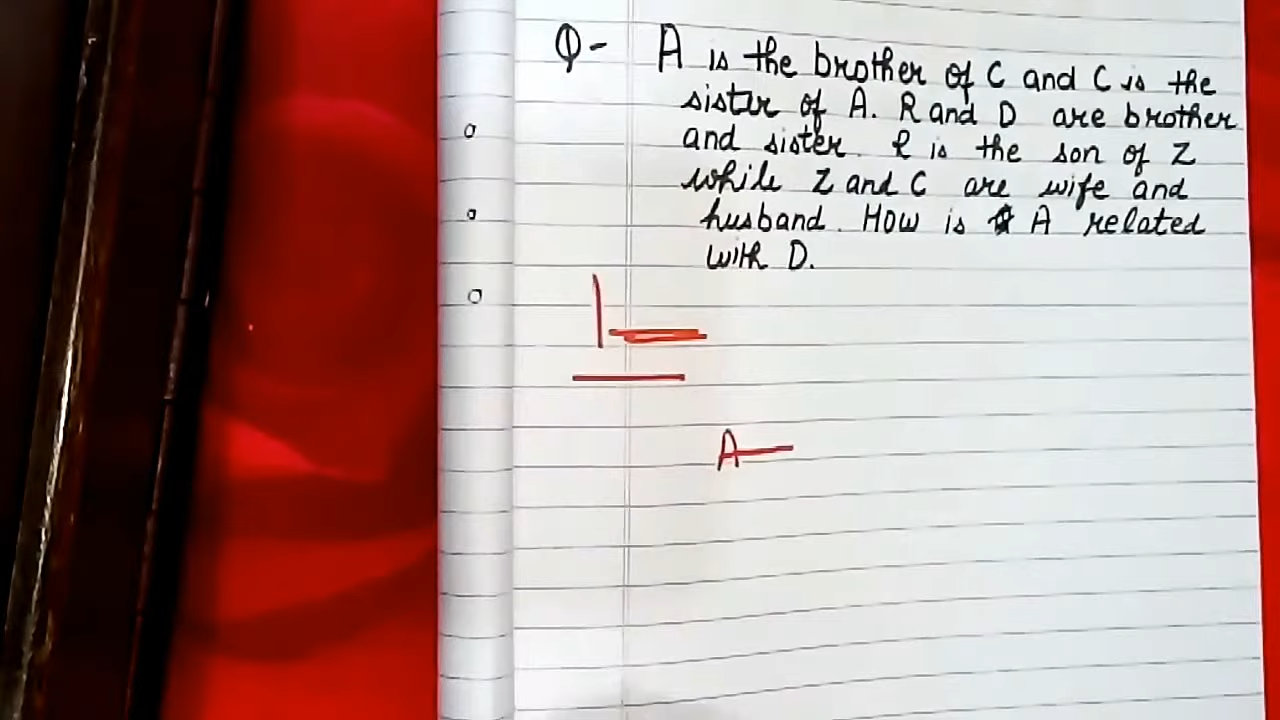 Q- A is the brother of C and C is the
sister of A. R and D are brother
and sister. R is the son of Z
while Z and C are wife and
husband. How is A related
with D.
A—